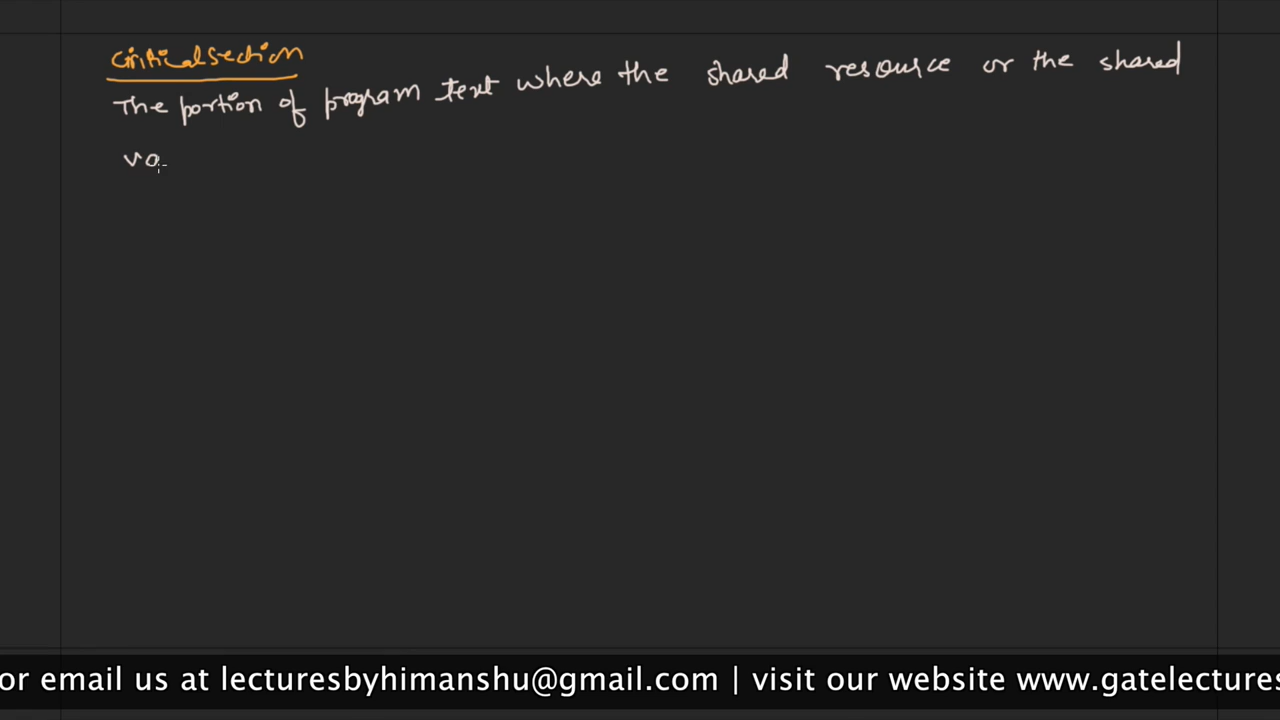 Critical section
The portion of program text where the shared resource or the shared
va
or email us at lecturesbyhimanshu@gmail.com | visit our website www.gatelectures